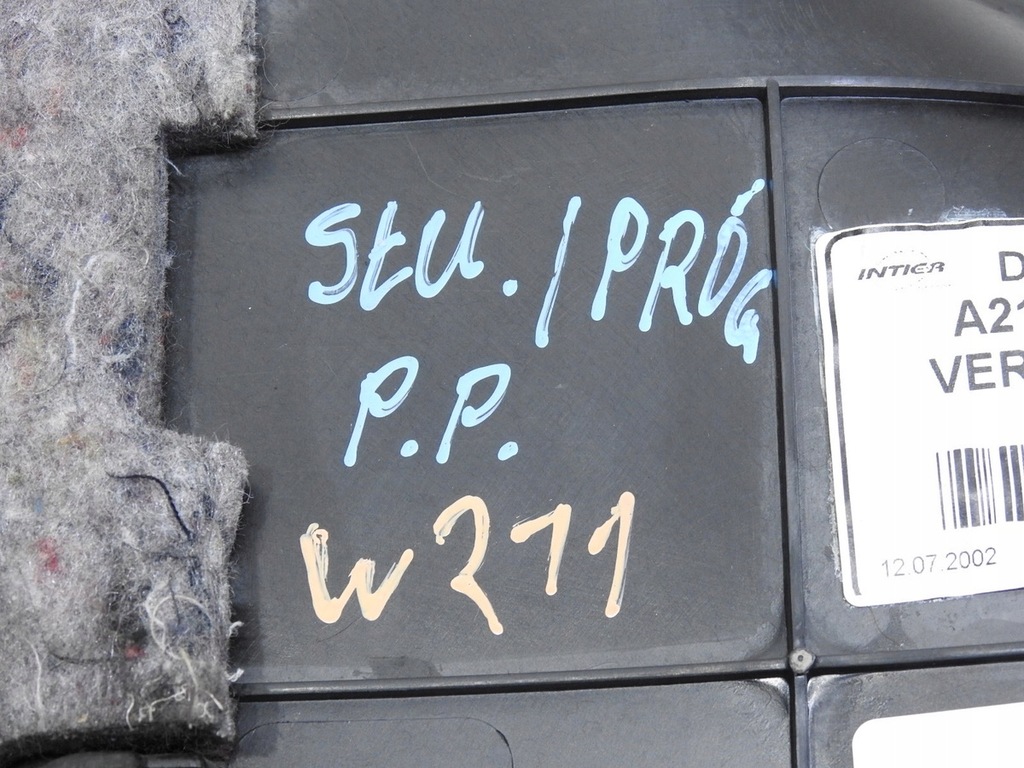 SŁU. / PRÓG
P.P.
W211
INTIER
D
A21
VER
12.07.2002